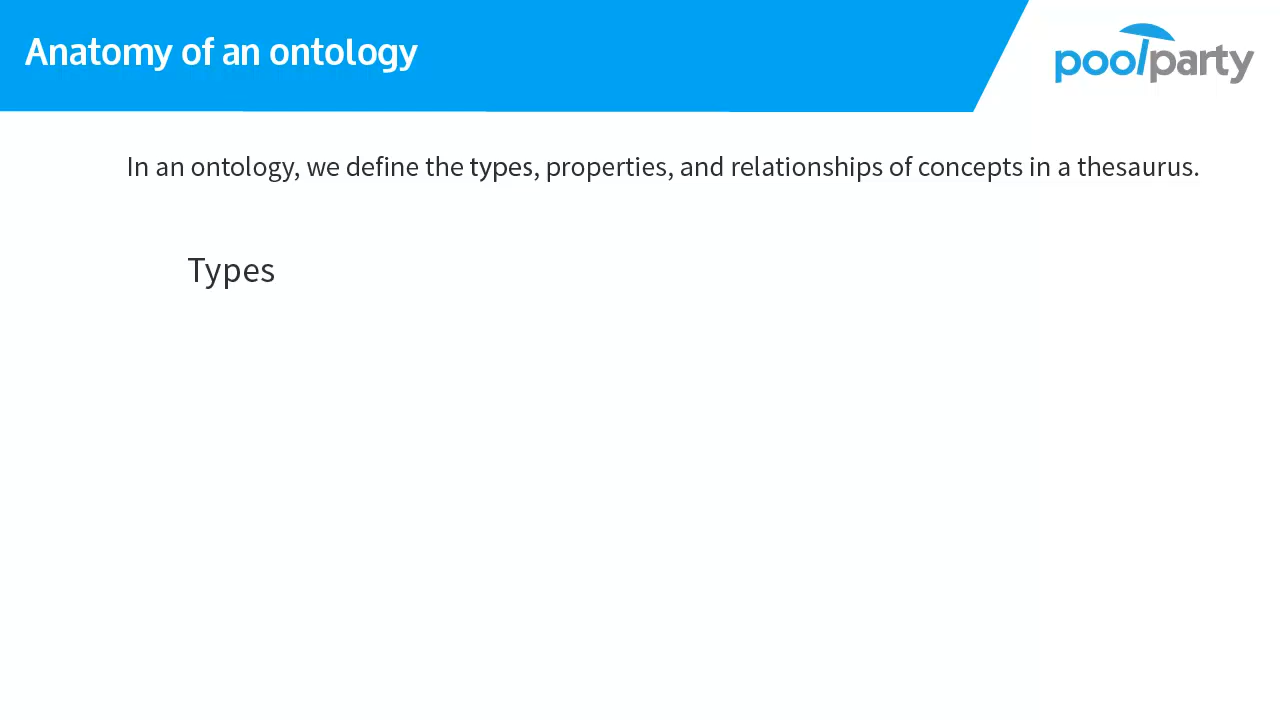 Anatomy of an ontology
poolparty
In an ontology, we define the types, properties, and relationships of concepts in a thesaurus.
Types